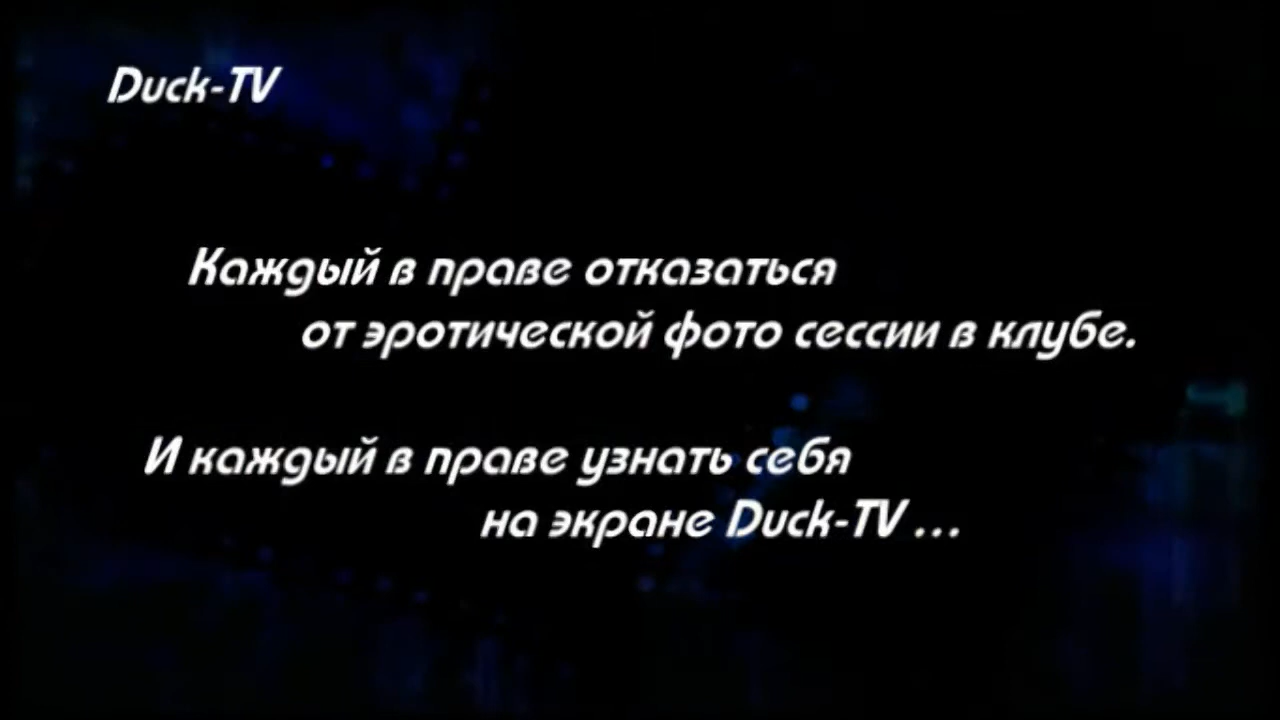 Duck-TV
Каждый в праве отказаться
от эротической фото сессии в клубе.
И каждый в праве узнать себя
на экране Duck-TV ...